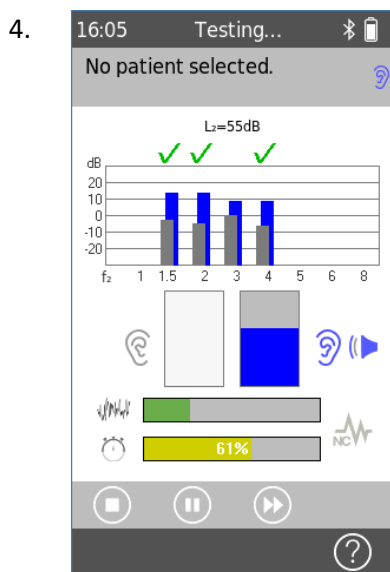 4.
16:05 Testing...
No patient selected.
L₂=55dB
dB
20
10
0
-10
-20
f₂ 1 1.5 2 3 4 5 6 8
NC
61%
?